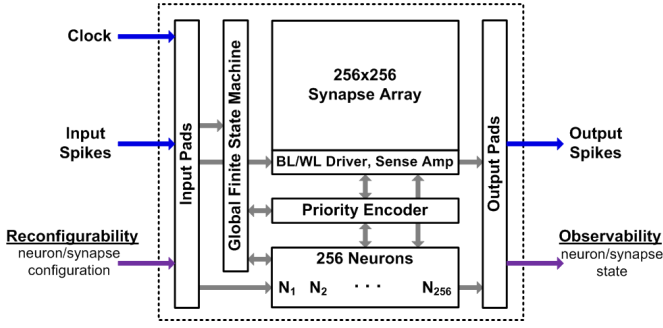 Clock
Input
Spikes
Reconfigurability
neuron/synapse
configuration
Input Pads
Global Finite State Machine
256x256
Synapse Array
BL/WL Driver, Sense Amp
Priority Encoder
256 Neurons
N1 N2 · · · N256
Output Pads
Output
Spikes
Observability
neuron/synapse
state